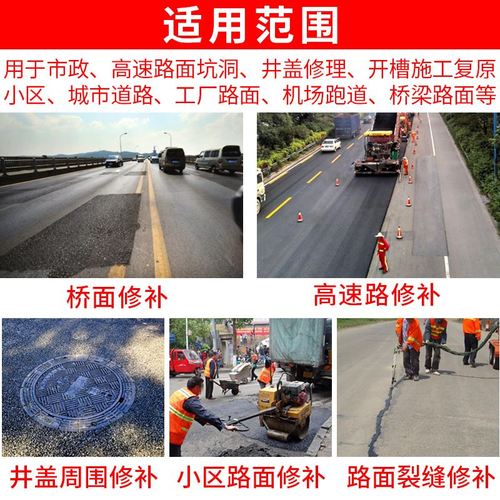 适用范围
用于市政、高速路面坑洞、井盖修理、开槽施工复原
小区、城市道路、工厂路面、机场跑道、桥梁路面等
桥面修补
高速路修补
井盖周围修补
小区路面修补
路面裂缝修补